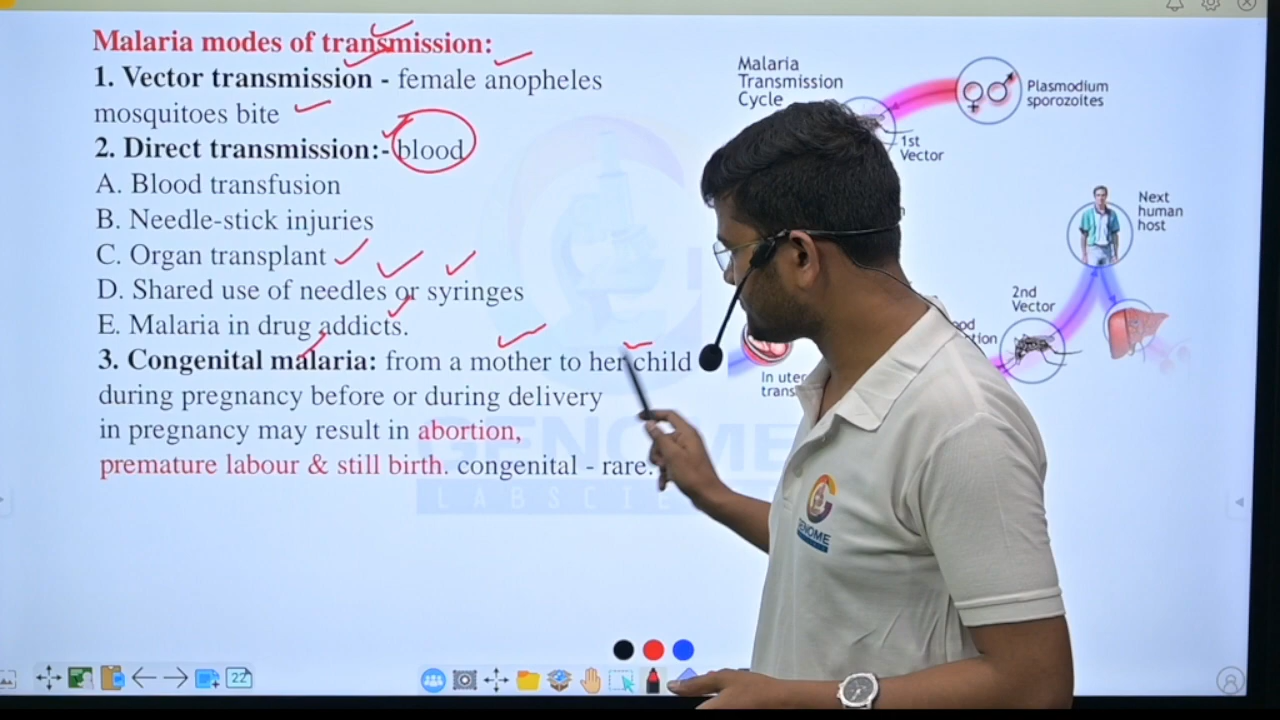 Malaria modes of transmission:
1. Vector transmission - female anopheles
mosquitoes bite
2. Direct transmission:- blood
A. Blood transfusion
B. Needle-stick injuries
C. Organ transplant
D. Shared use of needles or syringes
E. Malaria in drug addicts.
3. Congenital malaria: from a mother to her child
during pregnancy before or during delivery
in pregnancy may result in abortion,
premature labour & still birth. congenital - rare.
Malaria
Transmission
Cycle
Plasmodium
sporozoites
1st
Vector
Next
human
host
2nd
Vector
In
GENOME
LABSCIE
GENOME
22